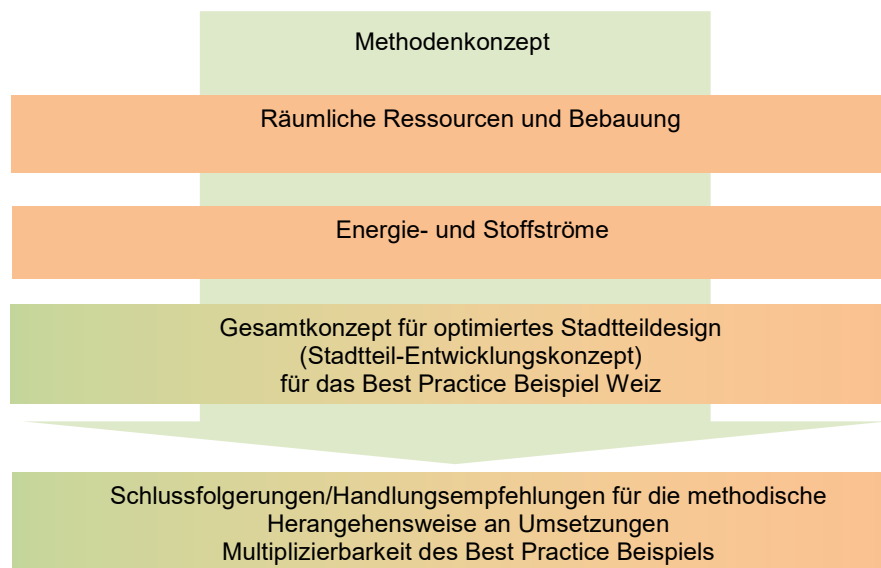 Methodenkonzept
Räumliche Ressourcen und Bebauung
Energie- und Stoffströme
Gesamtkonzept für optimiertes Stadtteildesign
(Stadtteil-Entwicklungskonzept)
für das Best Practice Beispiel Weiz
Schlussfolgerungen/Handlungsempfehlungen für die methodische
Herangehensweise an Umsetzungen
Multiplizierbarkeit des Best Practice Beispiels